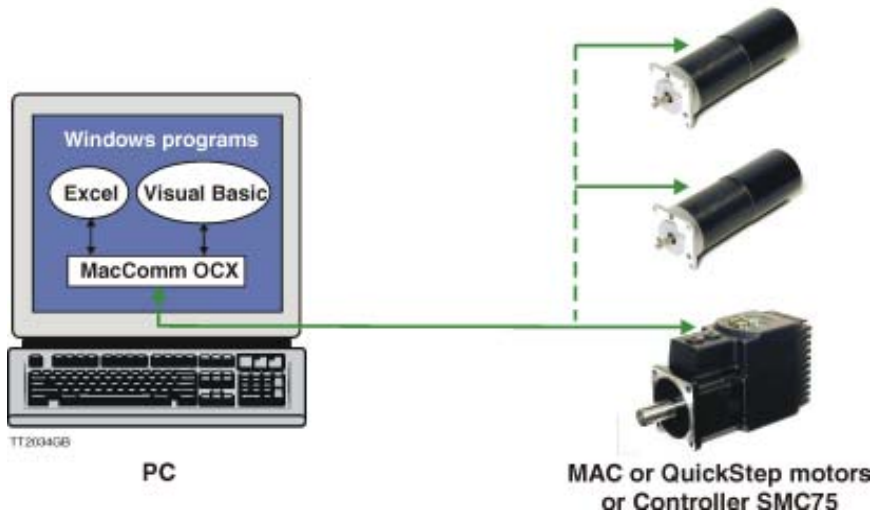 Windows programs
Excel
Visual Basic
MacComm OCX
TT2034GB
PC
MAC or QuickStep motors
or Controller SMC75